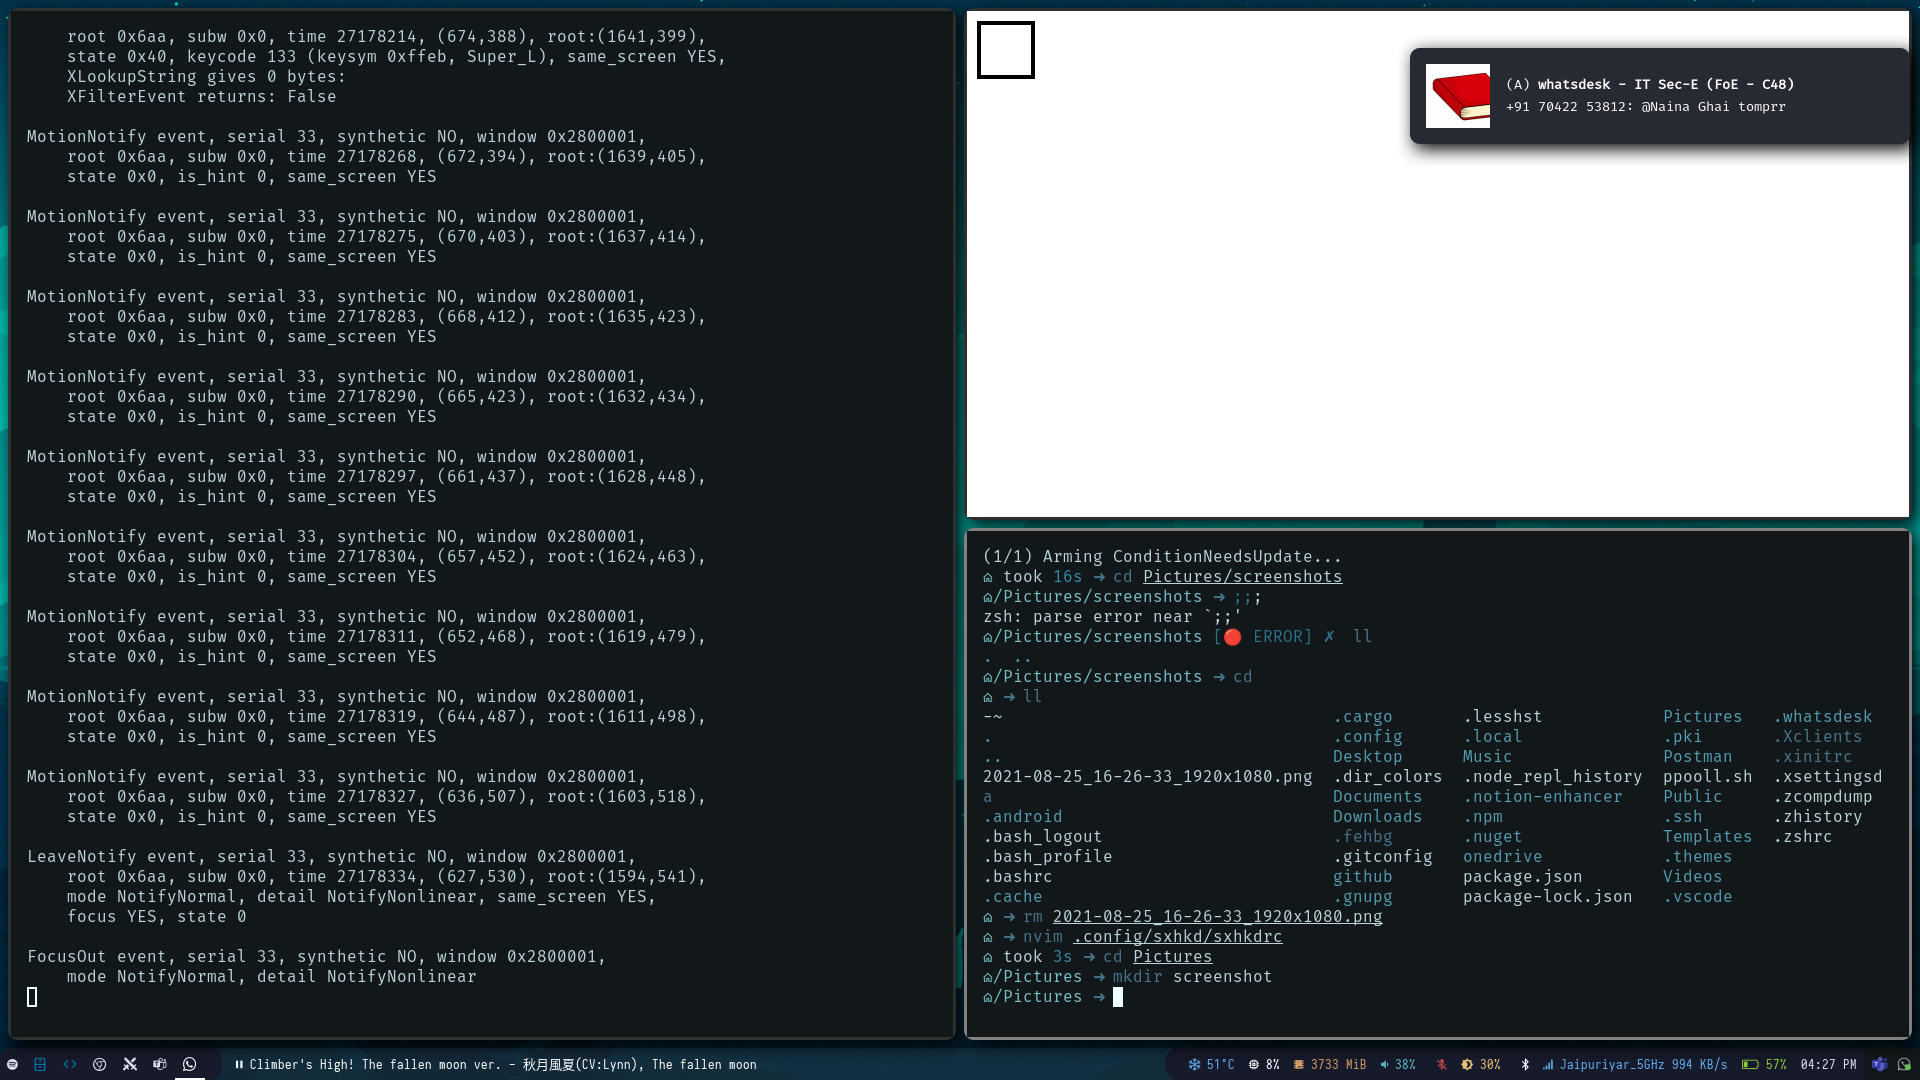 root 0x6aa, subw 0x0, time 27178214, (674,388), root:(1641,399),
state 0x40, keycode 133 (keysym 0xffeb, Super_L), same_screen YES,
XLookupString gives 0 bytes:
XFilterEvent returns: False
MotionNotify event, serial 33, synthetic NO, window 0x2800001,
root 0x6aa, subw 0x0, time 27178268, (672,394), root:(1639,405),
state 0x0, is_hint 0, same_screen YES
MotionNotify event, serial 33, synthetic NO, window 0x2800001,
root 0x6aa, subw 0x0, time 27178275, (670,403), root:(1637,414),
state 0x0, is_hint 0, same_screen YES
MotionNotify event, serial 33, synthetic NO, window 0x2800001,
root 0x6aa, subw 0x0, time 27178283, (668,412), root:(1635,423),
state 0x0, is_hint 0, same_screen YES
MotionNotify event, serial 33, synthetic NO, window 0x2800001,
root 0x6aa, subw 0x0, time 27178290, (665,423), root:(1632,434),
state 0x0, is_hint 0, same_screen YES
MotionNotify event, serial 33, synthetic NO, window 0x2800001,
root 0x6aa, subw 0x0, time 27178297, (661,437), root:(1628,448),
state 0x0, is_hint 0, same_screen YES
MotionNotify event, serial 33, synthetic NO, window 0x2800001,
root 0x6aa, subw 0x0, time 27178304, (657,452), root:(1624,463),
state 0x0, is_hint 0, same_screen YES
MotionNotify event, serial 33, synthetic NO, window 0x2800001,
root 0x6aa, subw 0x0, time 27178311, (652,468), root:(1619,479),
state 0x0, is_hint 0, same_screen YES
MotionNotify event, serial 33, synthetic NO, window 0x2800001,
root 0x6aa, subw 0x0, time 27178319, (644,487), root:(1611,498),
state 0x0, is_hint 0, same_screen YES
MotionNotify event, serial 33, synthetic NO, window 0x2800001,
root 0x6aa, subw 0x0, time 27178327, (636,507), root:(1603,518),
state 0x0, is_hint 0, same_screen YES
LeaveNotify event, serial 33, synthetic NO, window 0x2800001,
root 0x6aa, subw 0x0, time 27178334, (627,530), root:(1594,541),
mode NotifyNormal, detail NotifyNonlinear, same_screen YES,
focus YES, state 0
FocusOut event, serial 33, synthetic NO, window 0x2800001,
mode NotifyNormal, detail NotifyNonlinear
(A) whatsdesk - IT Sec-E (FoE - C48)
+91 70422 53812: @Naina Ghai tomprr
(1/1) Arming ConditionNeedsUpdate...
⌂ took 16s ➜ cd Pictures/screenshots
⌂/Pictures/screenshots ➜ ;;;
zsh: parse error near `;;'
⌂/Pictures/screenshots [🔴 ERROR] ✗ ll
. ..
⌂/Pictures/screenshots ➜ cd
⌂ ➜ ll
-~ .cargo .lesshst Pictures .whatsdesk
. .config .local .pki .Xclients
.. Desktop Music Postman .xinitrc
2021-08-25_16-26-33_1920x1080.png .dir_colors .node_repl_history ppooll.sh .xsettingsd
a Documents .notion-enhancer Public .zcompdump
.android Downloads .npm .ssh .zhistory
.bash_logout .fehbg .nuget Templates .zshrc
.bash_profile .gitconfig onedrive .themes
.bashrc github package.json Videos
.cache .gnupg package-lock.json .vscode
⌂ ➜ rm 2021-08-25_16-26-33_1920x1080.png
⌂ ➜ nvim .config/sxhkd/sxhkdrc
⌂ took 3s ➜ cd Pictures
⌂/Pictures ➜ mkdir screenshot
⌂/Pictures ➜
Climber's High! The fallen moon ver. - 秋月風夏(CV:Lynn), The fallen moon
51°C 8% 3733 MiB 38% 30% Jaipuriyar_5GHz 994 KB/s 57% 04:27 PM